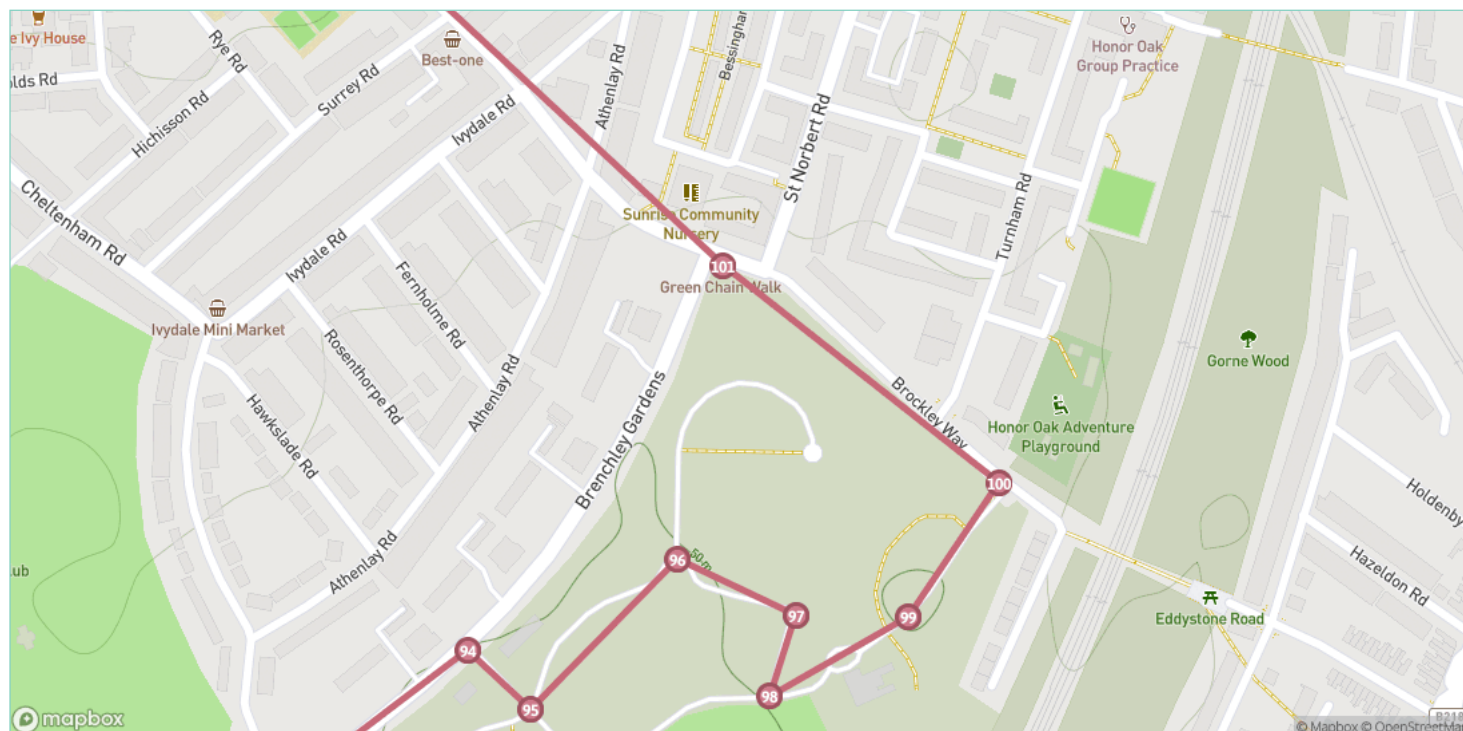 e Ivy House
Rye Rd
Best-one
Athenlay Rd
Bessingham
Honor Oak
Group Practice
olds Rd
Hichisson Rd
Surrey Rd
Ivydale Rd
St Norbert Rd
Cheltenham Rd
Sunrise Community
Nursery
Turnham Rd
Ivydale Rd
101
Green Chain Walk
Ivydale Mini Market
Fernholme Rd
Rosenthorpe Rd
Athenlay Rd
Gorne Wood
Hawkslade Rd
Brenchley Gardens
Brockley Way
Honor Oak Adventure
Playground
100
Holdenby
Athenlay Rd
50 m
96
Hazeldon Rd
ub
97
99
Eddystone Road
94
98
95
mapbox
B218
© Mapbox © OpenStreetMap